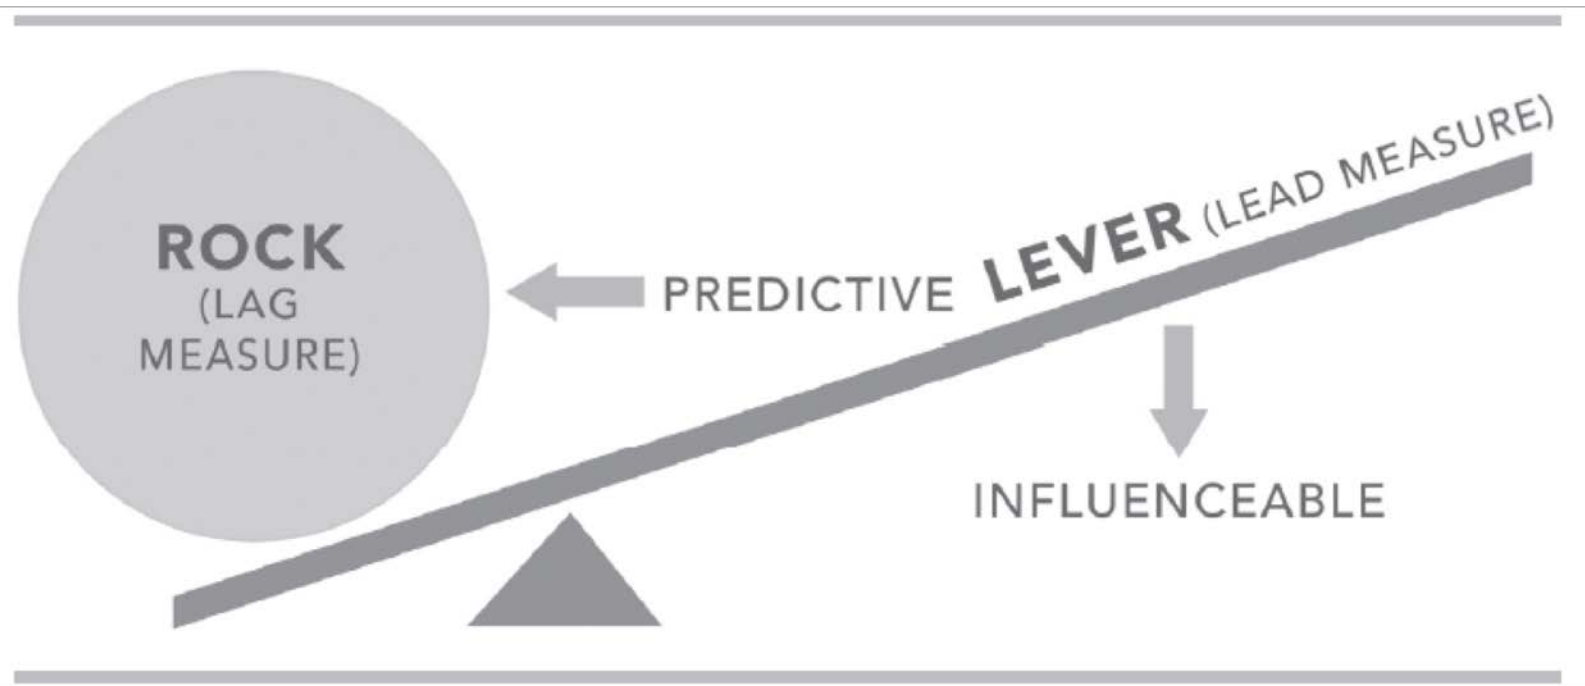 ROCK
(LAG
MEASURE)
PREDICTIVE
LEVER (LEAD MEASURE)
INFLUENCEABLE